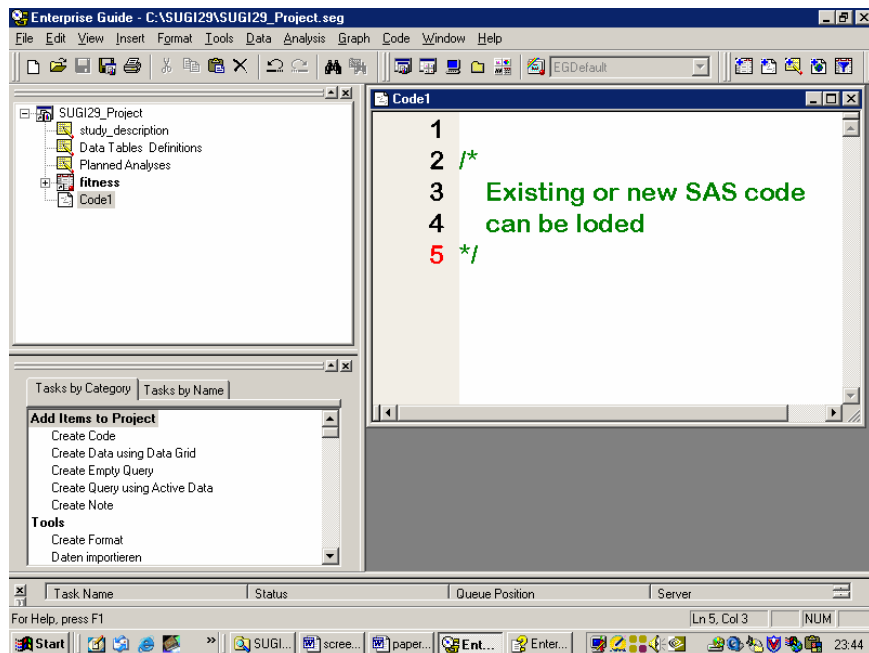 Enterprise Guide - C:\SUGI29\SUGI29_Project.seg
File Edit View Insert Format Tools Data Analysis Graph Code Window Help
EGDefault
SUGI29_Project
study_description
Data Tables Definitions
Planned Analyses
fitness
Code1
Code1
1
2 /*
3 Existing or new SAS code
4 can be loded
5 */
Tasks by Category Tasks by Name
Add Items to Project
Create Code
Create Data using Data Grid
Create Empty Query
Create Query using Active Data
Create Note
Tools
Create Format
Daten importieren
Task Name Status Queue Position Server
For Help, press F1 Ln 5, Col 3 NUM
Start » SUGI... scree... paper... Ent... Enter... 23:44